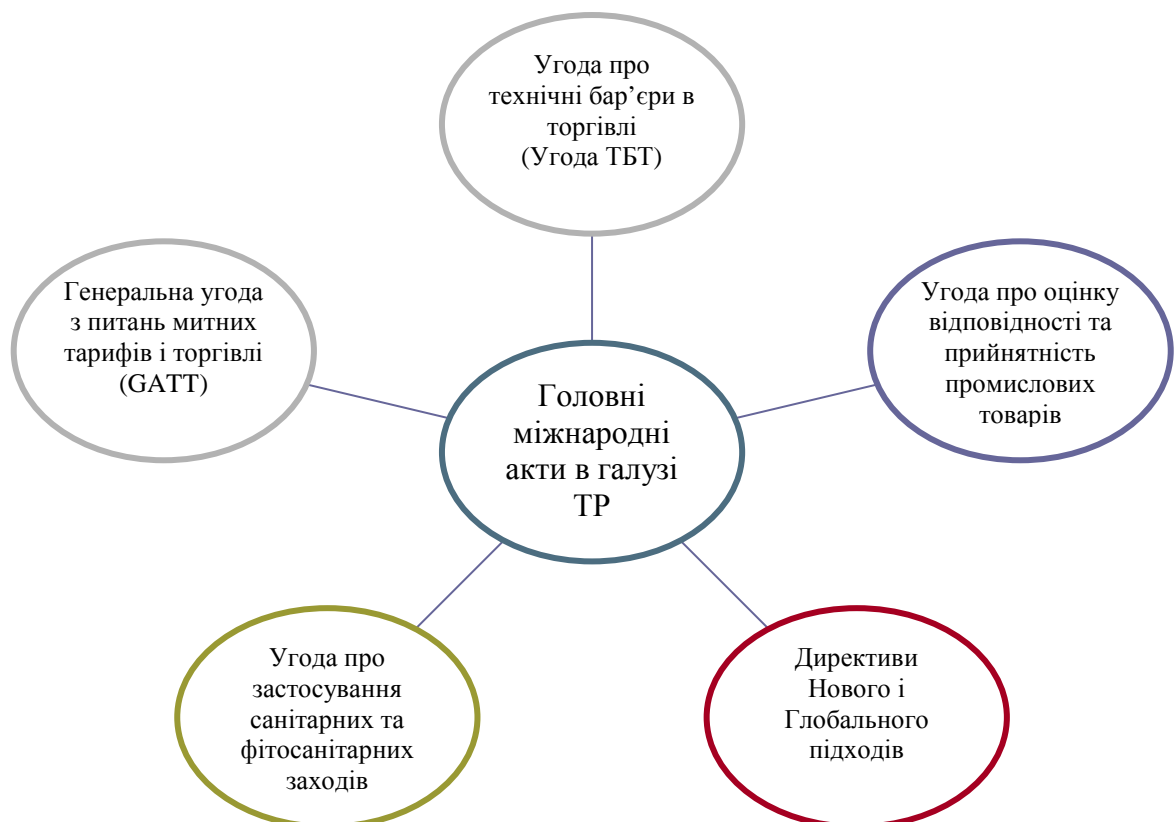 Угода про
технічні бар’єри в
торгівлі
(Угода ТБТ)
Генеральна угода
з питань митних
тарифів і торгівлі
(GATT)
Угода про оцінку
відповідності та
прийнятність
промислових
товарів
Головні
міжнародні
акти в галузі
ТР
Угода про
застосування
санітарних та
фітосанітарних
заходів
Директиви
Нового і
Глобального
підходів